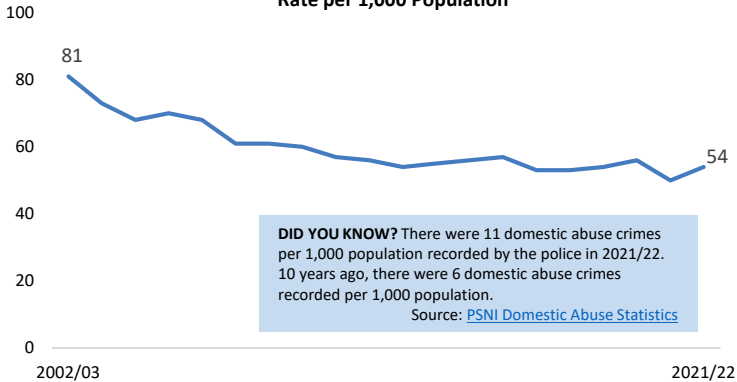 Rate per 1,000 Population
100
81
80
60
54
40
DID YOU KNOW? There were 11 domestic abuse crimes
per 1,000 population recorded by the police in 2021/22.
10 years ago, there were 6 domestic abuse crimes
recorded per 1,000 population.
Source: PSNI Domestic Abuse Statistics
20
0
2002/03
2021/22